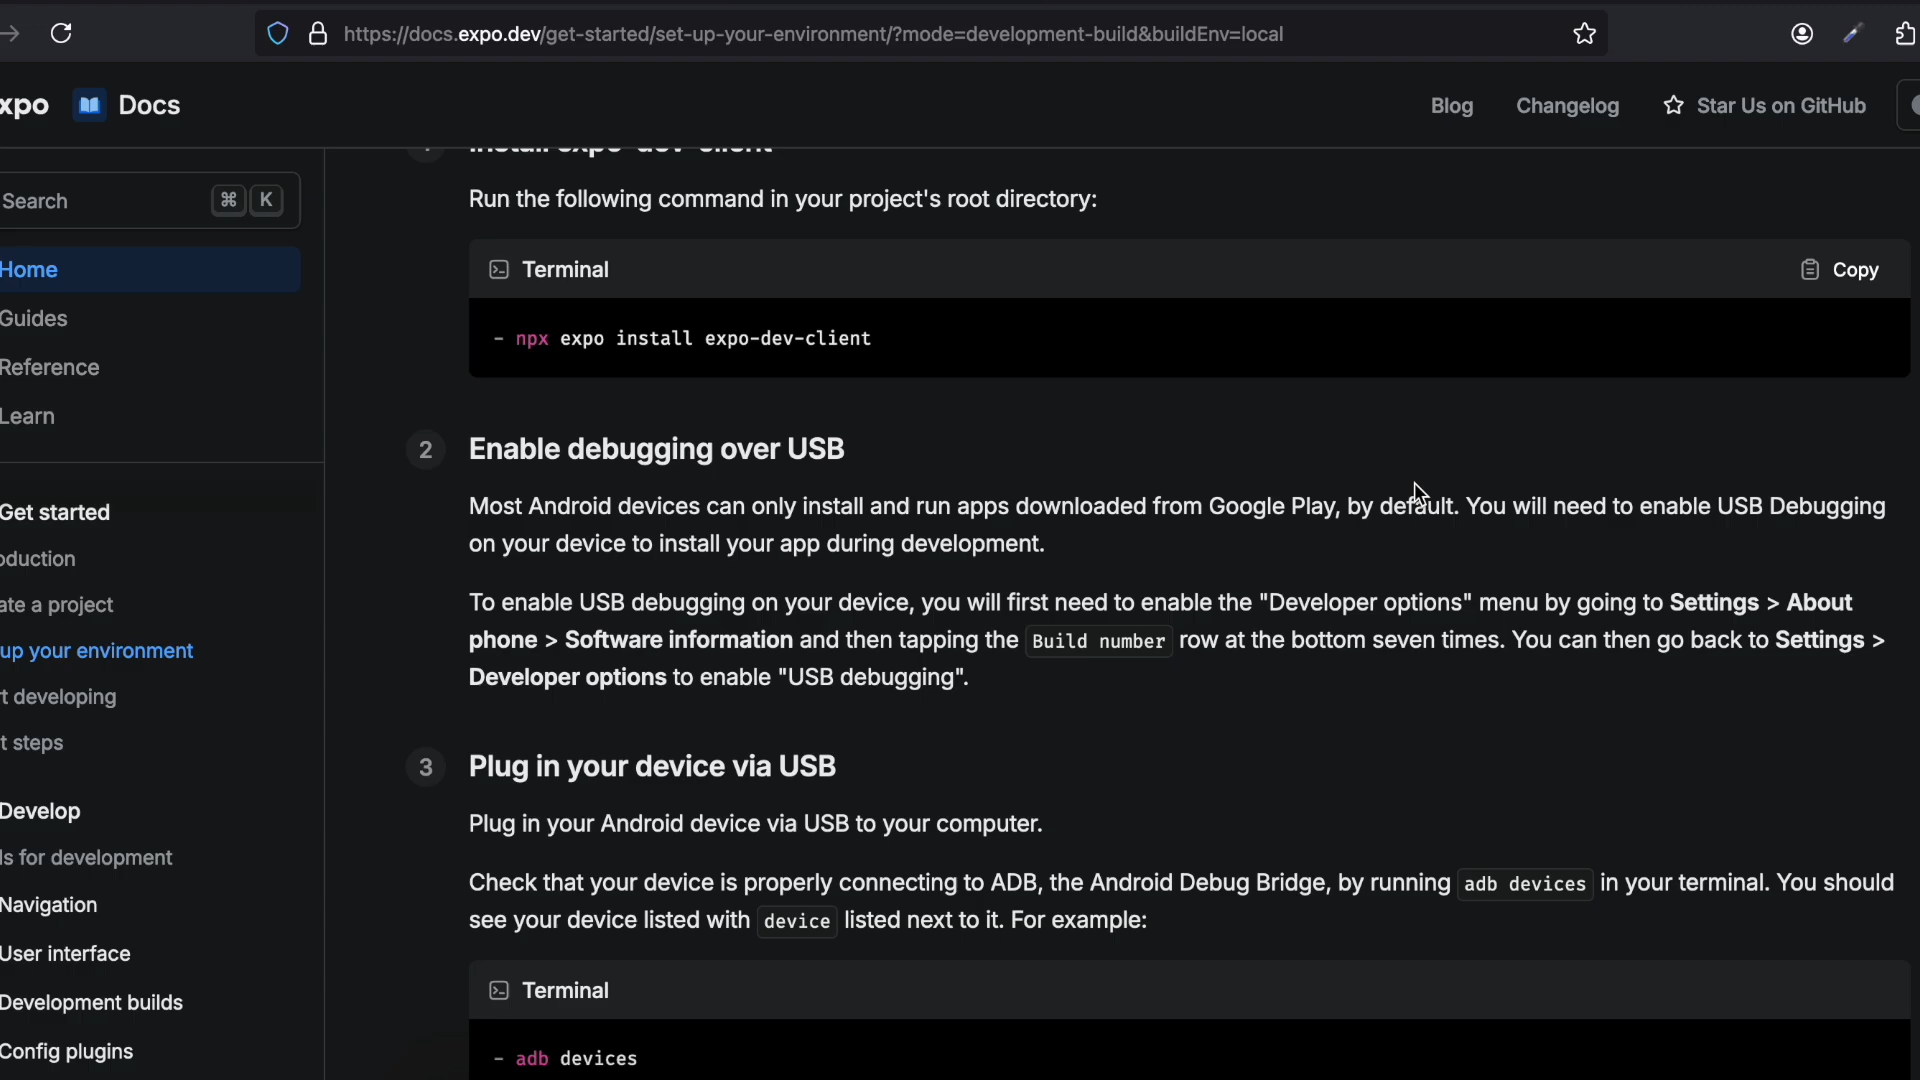 https://docs.expo.dev/get-started/set-up-your-environment/?mode=development-build&buildEnv=local
xpo Docs
Blog Changelog Star Us on GitHub
Search ⌘ K
Home
Guides
Reference
Learn
Get started
oduction
ate a project
up your environment
t developing
t steps
Develop
ls for development
Navigation
User interface
Development builds
Config plugins
Install expo-dev-client
Run the following command in your project's root directory:
Terminal Copy
- npx expo install expo-dev-client
2 Enable debugging over USB
Most Android devices can only install and run apps downloaded from Google Play, by default. You will need to enable USB Debugging
on your device to install your app during development.
To enable USB debugging on your device, you will first need to enable the "Developer options" menu by going to Settings > About
phone > Software information and then tapping the Build number row at the bottom seven times. You can then go back to Settings >
Developer options to enable "USB debugging".
3 Plug in your device via USB
Plug in your Android device via USB to your computer.
Check that your device is properly connecting to ADB, the Android Debug Bridge, by running adb devices in your terminal. You should
see your device listed with device listed next to it. For example:
Terminal
- adb devices